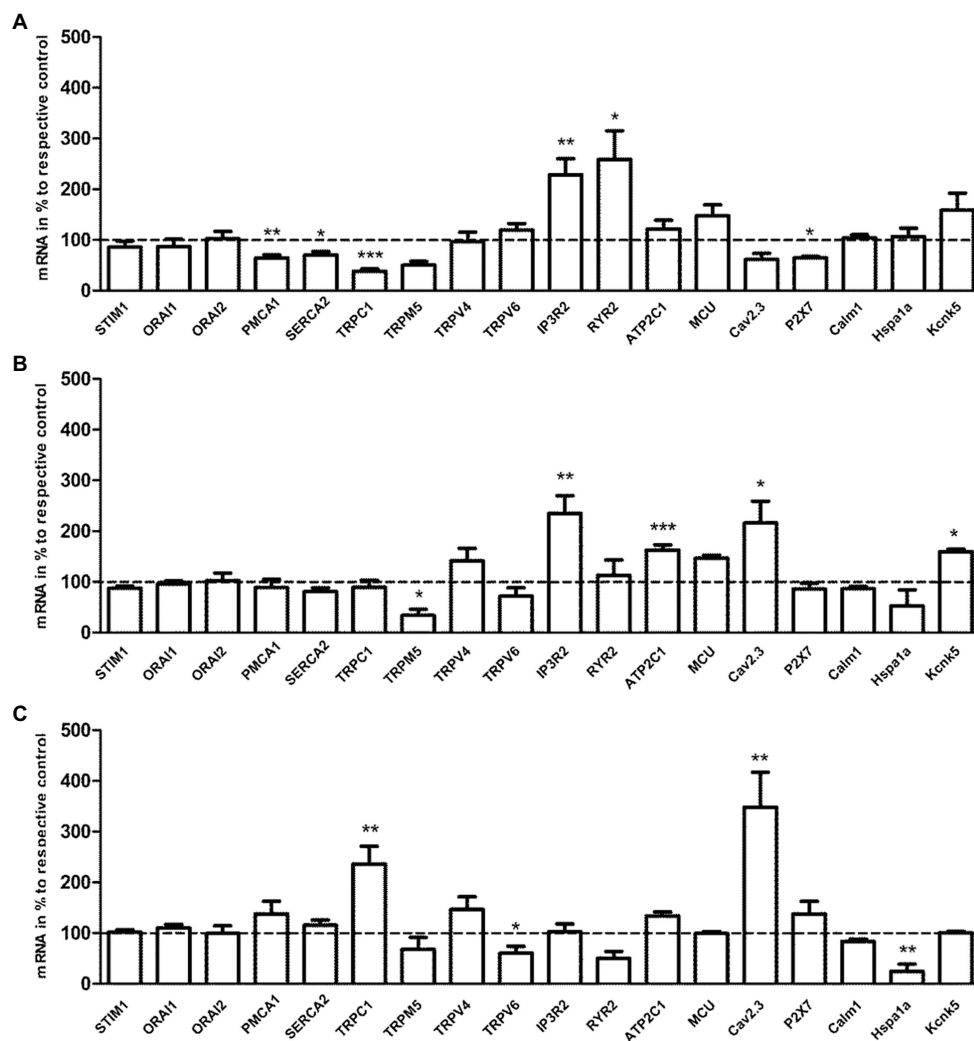 A
mRNA in % to respective control
500
400
300
200
100
0
** * *** ** * *
STIM1 ORAI1 ORAI2 PMCA1 SERCA2 TRPC1 TRPM5 TRPV4 TRPV6 IP3R2 RYR2 ATP2C1 MCU Cav2.3 P2X7 Calm1 Hspa1a Kcnk5
B
mRNA in % to respective control
500
400
300
200
100
0
* ** *** * *
STIM1 ORAI1 ORAI2 PMCA1 SERCA2 TRPC1 TRPM5 TRPV4 TRPV6 IP3R2 RYR2 ATP2C1 MCU Cav2.3 P2X7 Calm1 Hspa1a Kcnk5
C
mRNA in % to respective control
500
400
300
200
100
0
** * ** **
STIM1 ORAI1 ORAI2 PMCA1 SERCA2 TRPC1 TRPM5 TRPV4 TRPV6 IP3R2 RYR2 ATP2C1 MCU Cav2.3 P2X7 Calm1 Hspa1a Kcnk5